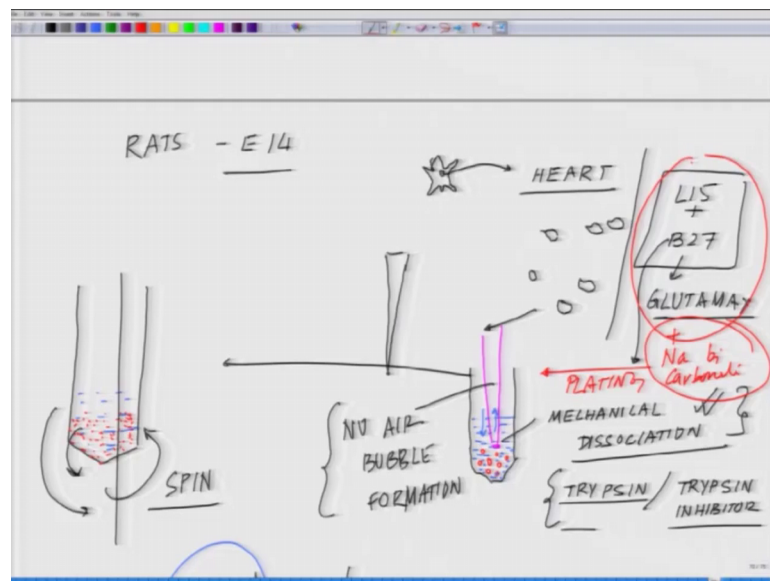 RATS - E14
HEART
L15
+
B27
GLUTAMAX
+
Na bi
Carbonate
PLATING
MECHANICAL
DISSOCIATION
NO AIR
BUBBLE
FORMATION
SPIN
TRYPSIN / TRYPSIN
INHIBITOR